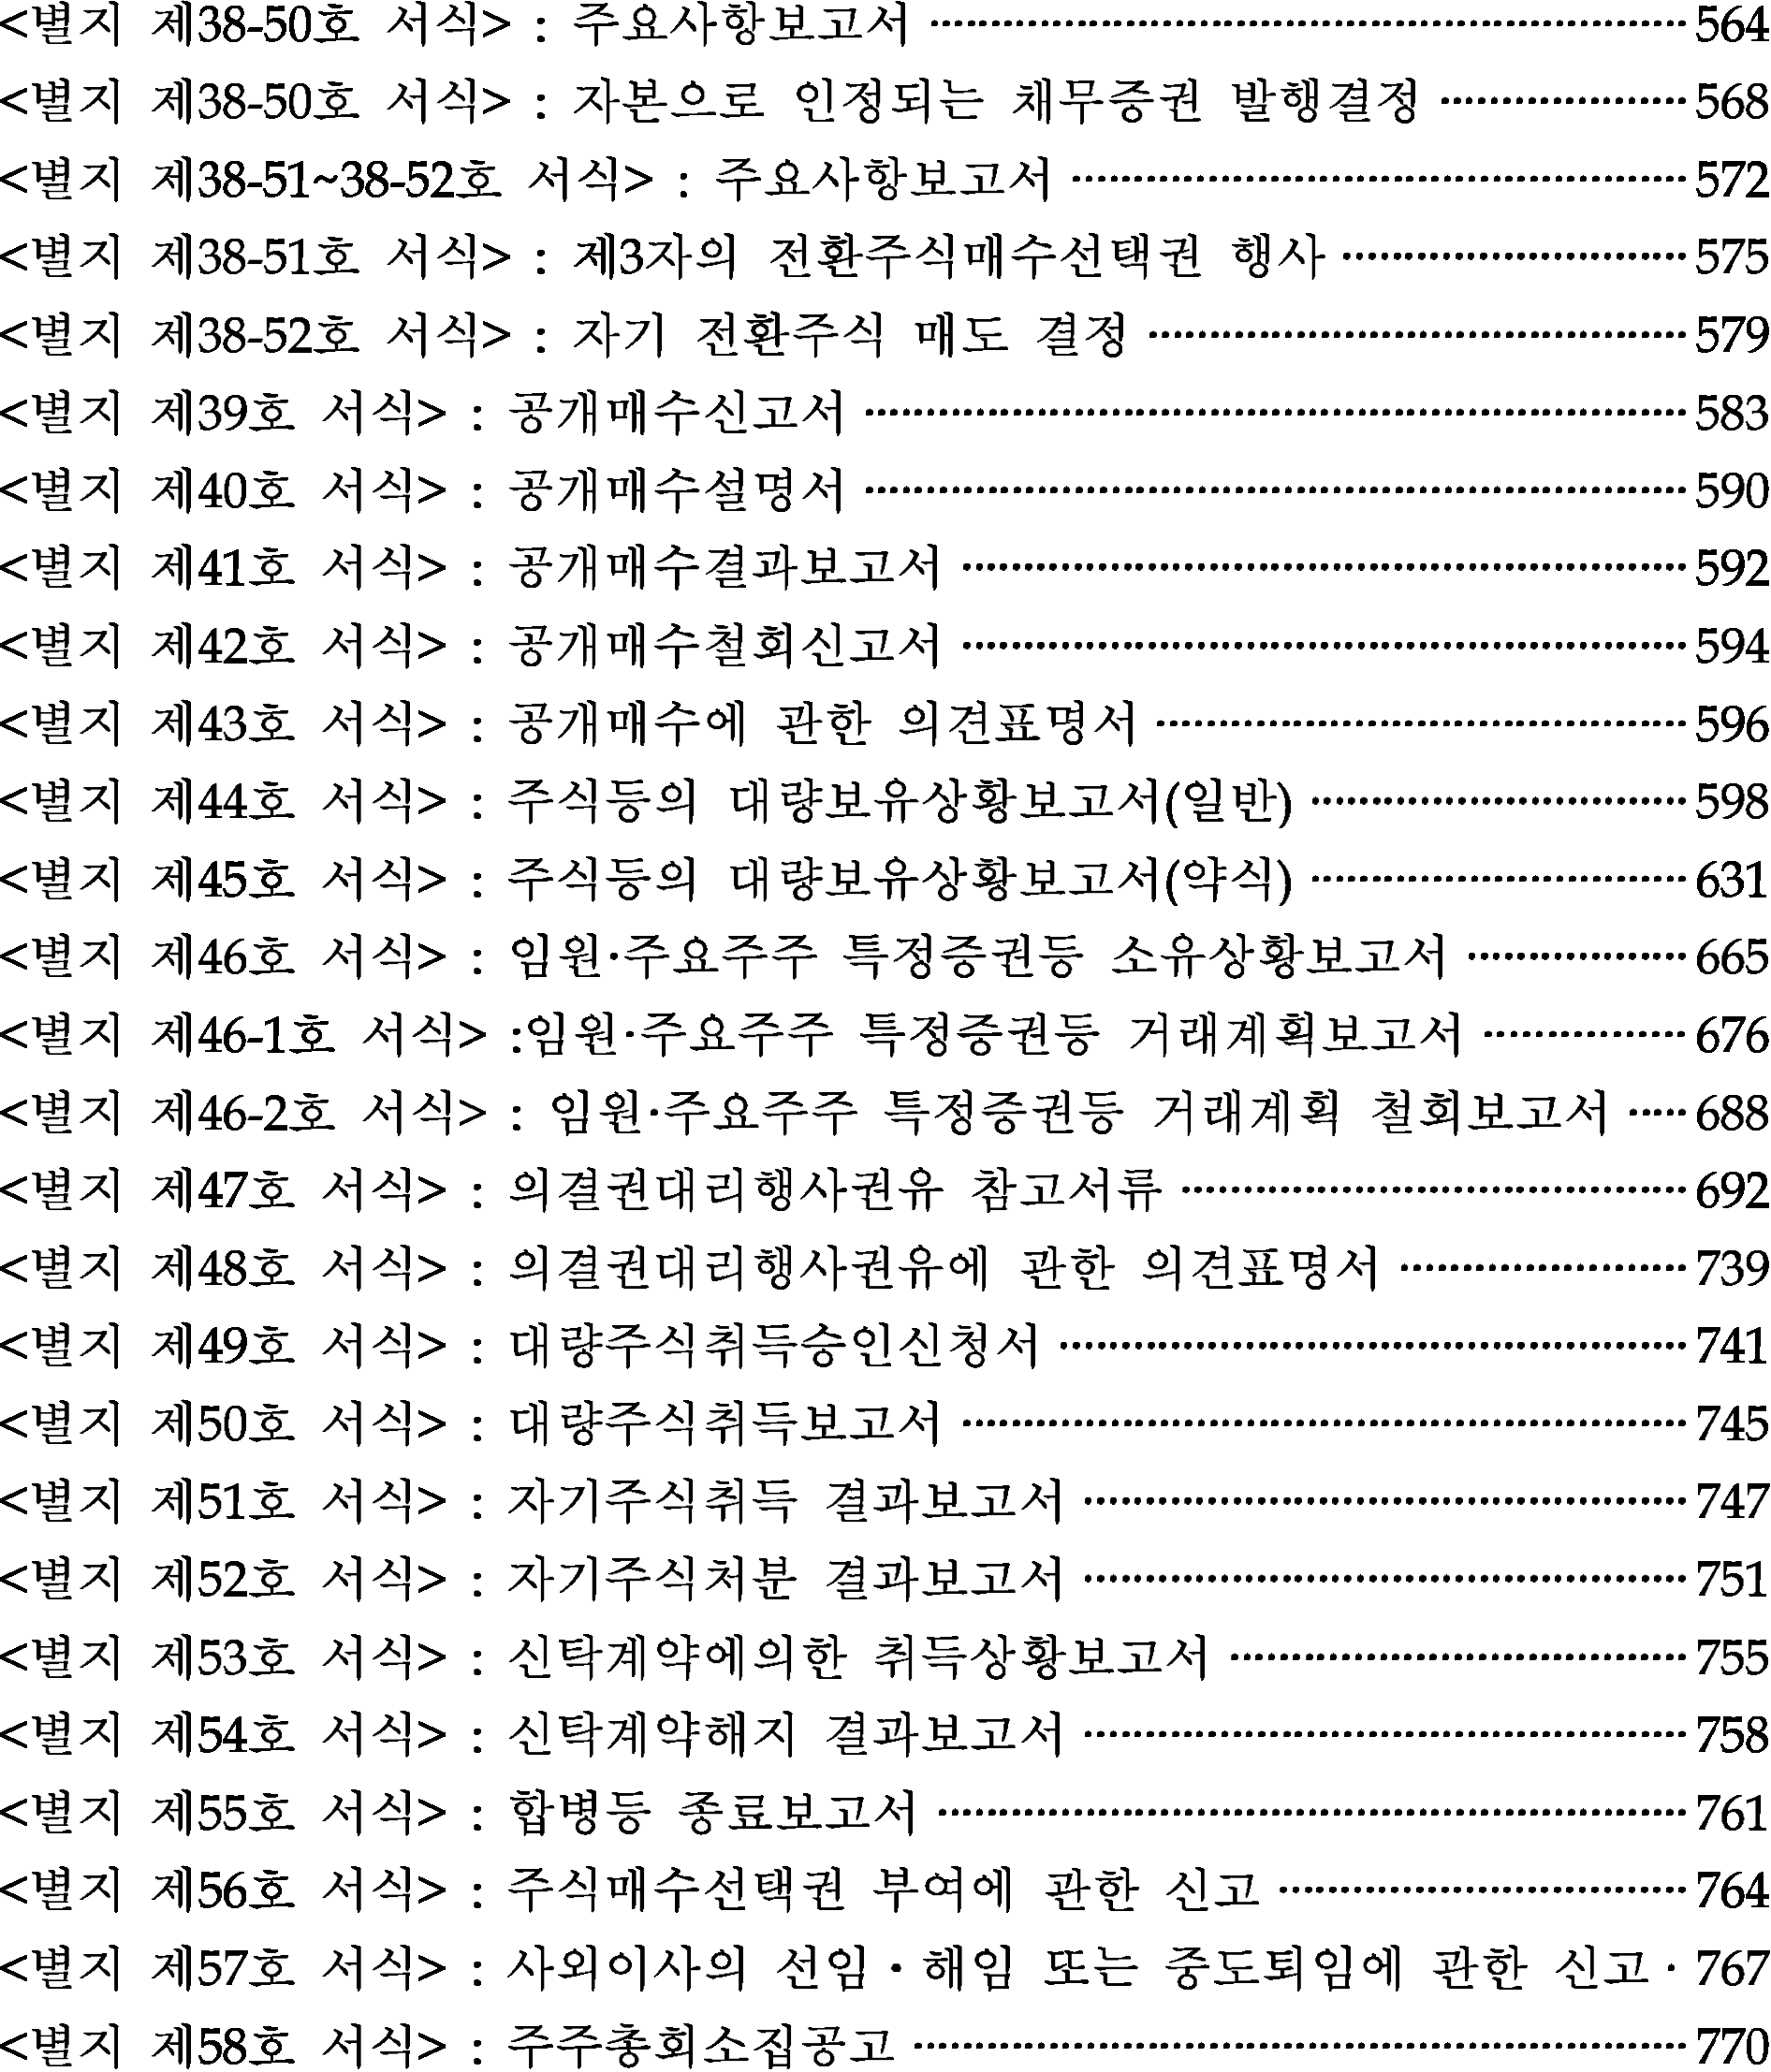 <별지 제38-50호 서식> : 주요사항보고서 ······ 564
<별지 제38-50호 서식> : 자본으로 인정되는 채무증권 발행결정 ······ 568
<별지 제38-51~38-52호 서식> : 주요사항보고서 ······ 572
<별지 제38-51호 서식> : 제3자의 전환주식매수선택권 행사 ······ 575
<별지 제38-52호 서식> : 자기 전환주식 매도 결정 ······ 579
<별지 제39호 서식> : 공개매수신고서 ······ 583
<별지 제40호 서식> : 공개매수설명서 ······ 590
<별지 제41호 서식> : 공개매수결과보고서 ······ 592
<별지 제42호 서식> : 공개매수철회신고서 ······ 594
<별지 제43호 서식> : 공개매수에 관한 의견표명서 ······ 596
<별지 제44호 서식> : 주식등의 대량보유상황보고서(일반) ······ 598
<별지 제45호 서식> : 주식등의 대량보유상황보고서(약식) ······ 631
<별지 제46호 서식> : 임원·주요주주 특정증권등 소유상황보고서 ······ 665
<별지 제46-1호 서식> :임원·주요주주 특정증권등 거래계획보고서 ······ 676
<별지 제46-2호 서식> : 임원·주요주주 특정증권등 거래계획 철회보고서 ····· 688
<별지 제47호 서식> : 의결권대리행사권유 참고서류 ······ 692
<별지 제48호 서식> : 의결권대리행사권유에 관한 의견표명서 ······ 739
<별지 제49호 서식> : 대량주식취득승인신청서 ······ 741
<별지 제50호 서식> : 대량주식취득보고서 ······ 745
<별지 제51호 서식> : 자기주식취득 결과보고서 ······ 747
<별지 제52호 서식> : 자기주식처분 결과보고서 ······ 751
<별지 제53호 서식> : 신탁계약에의한 취득상황보고서 ······ 755
<별지 제54호 서식> : 신탁계약해지 결과보고서 ······ 758
<별지 제55호 서식> : 합병등 종료보고서 ······ 761
<별지 제56호 서식> : 주식매수선택권 부여에 관한 신고 ······ 764
<별지 제57호 서식> : 사외이사의 선임·해임 또는 중도퇴임에 관한 신고 · 767
<별지 제58호 서식> : 주주총회소집공고 ······ 770